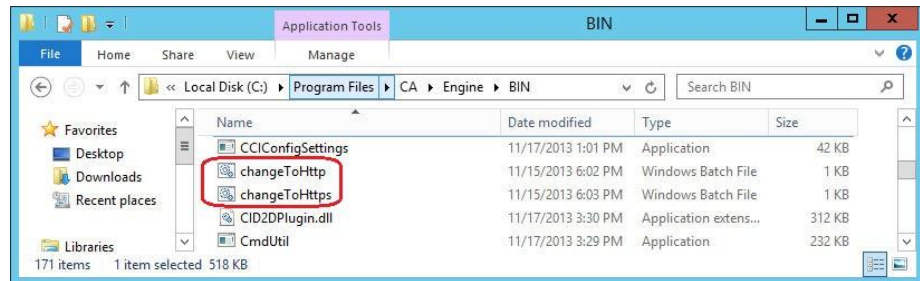 Application Tools BIN
File Home Share View Manage
« Local Disk (C:) Program Files CA Engine BIN Search BIN
Favorites
Desktop
Downloads
Recent places
Libraries
Name Date modified Type Size
CCIConfigSettings 11/17/2013 1:01 PM Application 42 KB
changeToHttp 11/15/2013 6:02 PM Windows Batch File 1 KB
changeToHttps 11/15/2013 6:03 PM Windows Batch File 1 KB
CID2DPlugin.dll 11/17/2013 3:30 PM Application extens... 312 KB
CmdUtil 11/17/2013 3:29 PM Application 232 KB
171 items 1 item selected 518 KB